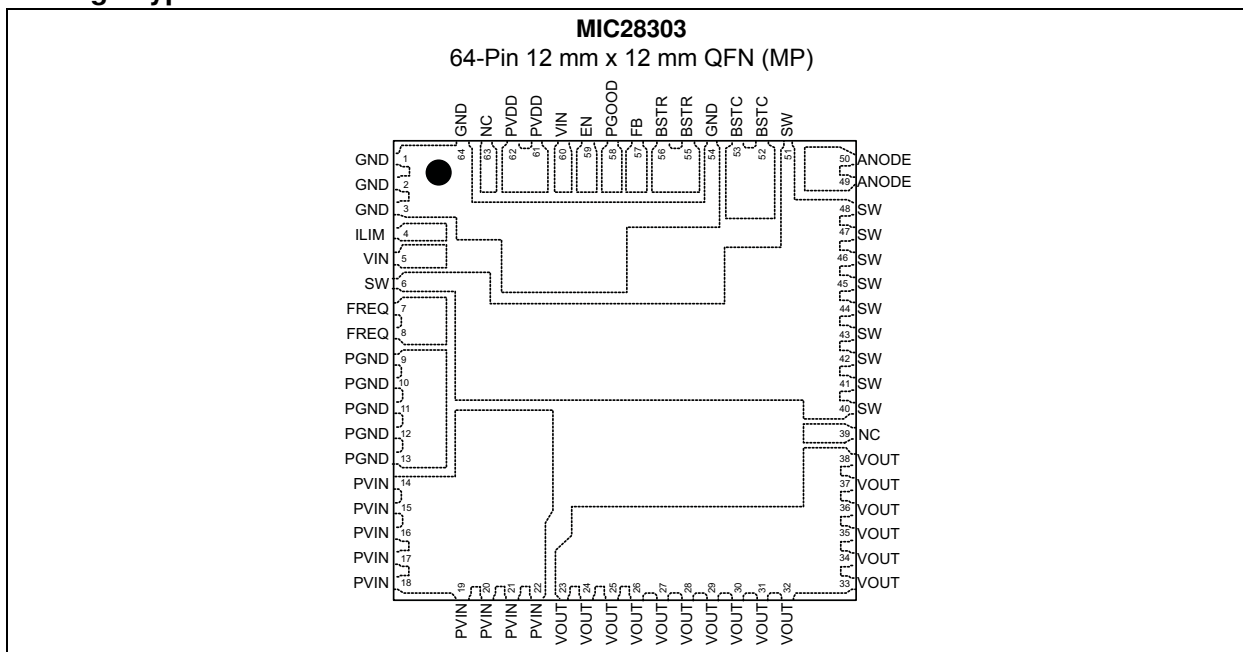 MIC28303
64-Pin 12 mm x 12 mm QFN (MP)
GND 64
NC 63
PVDD 62
PVDD 61
VIN 60
EN 59
PGOOD 58
FB 57
BSTR 56
BSTR 55
GND 54
BSTC 53
BSTC 52
SW 51
GND 1
GND 2
GND 3
ILIM 4
VIN 5
SW 6
FREQ 7
FREQ 8
PGND 9
PGND 10
PGND 11
PGND 12
PGND 13
PVIN 14
PVIN 15
PVIN 16
PVIN 17
PVIN 18
50 ANODE
49 ANODE
48 SW
47 SW
46 SW
45 SW
44 SW
43 SW
42 SW
41 SW
40 SW
39 NC
38 VOUT
37 VOUT
36 VOUT
35 VOUT
34 VOUT
33 VOUT
PVIN 19
PVIN 20
PVIN 21
PVIN 22
VOUT 23
VOUT 24
VOUT 25
VOUT 26
VOUT 27
VOUT 28
VOUT 29
VOUT 30
VOUT 31
VOUT 32